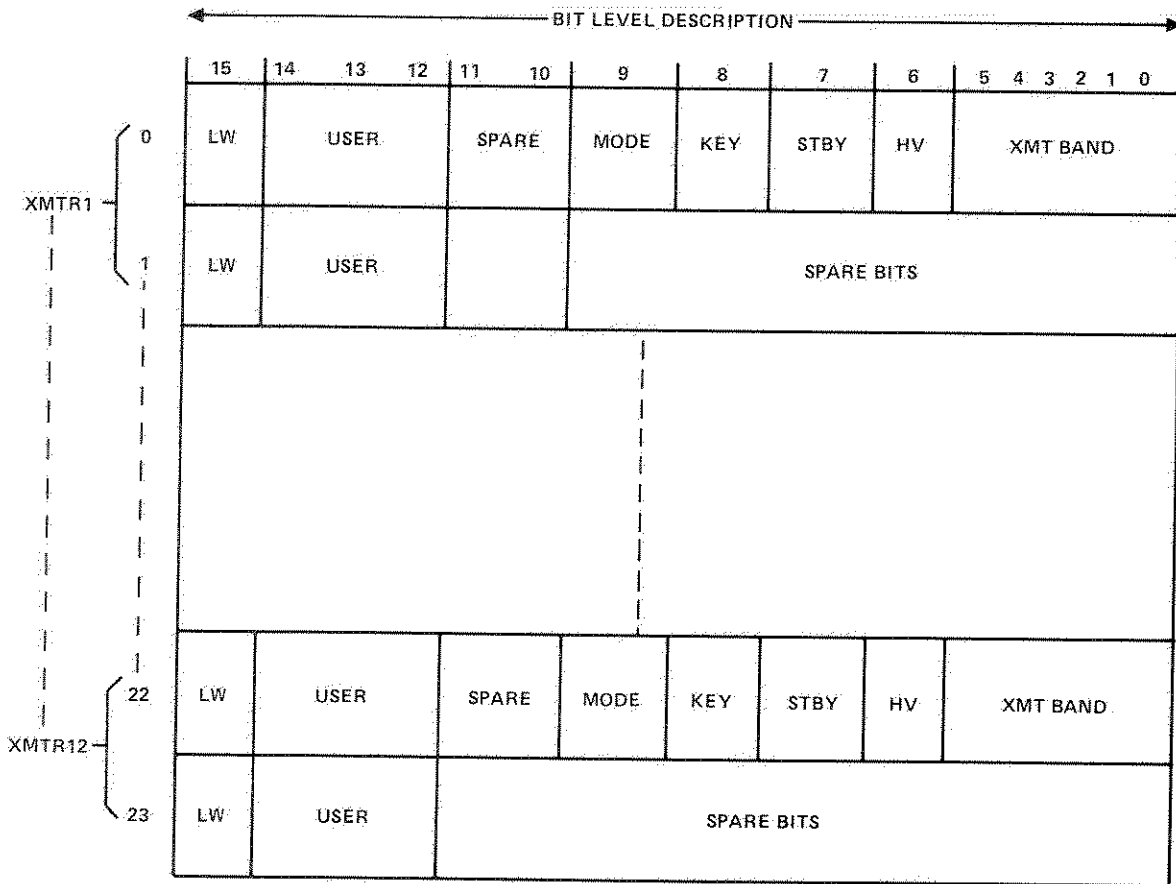 BIT LEVEL DESCRIPTION
15 14 13 12 11 10 9 8 7 6 5 4 3 2 1 0
0 LW USER SPARE MODE KEY STBY HV XMT BAND
XMTR1
1 LW USER SPARE BITS
22 LW USER SPARE MODE KEY STBY HV XMT BAND
XMTR12
23 LW USER SPARE BITS